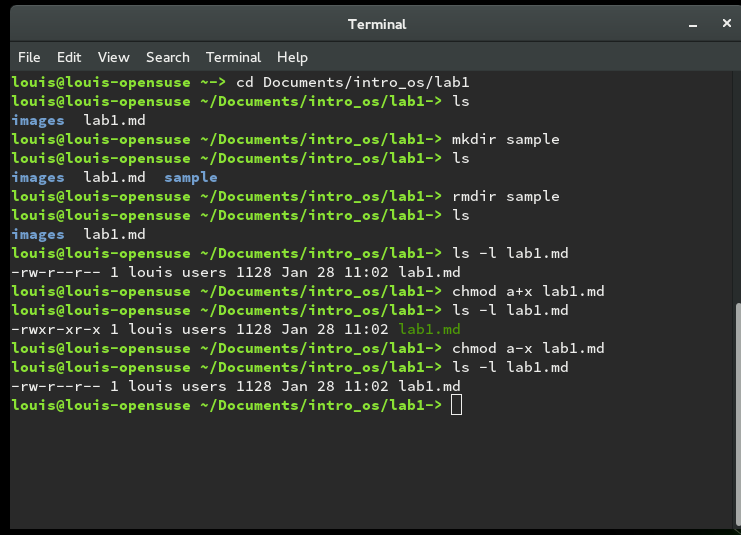 Terminal
File Edit View Search Terminal Help
louis@louis-opensuse ~--> cd Documents/intro_os/lab1
louis@louis-opensuse ~/Documents/intro_os/lab1-> ls
images  lab1.md
louis@louis-opensuse ~/Documents/intro_os/lab1-> mkdir sample
louis@louis-opensuse ~/Documents/intro_os/lab1-> ls
images  lab1.md  sample
louis@louis-opensuse ~/Documents/intro_os/lab1-> rmdir sample
louis@louis-opensuse ~/Documents/intro_os/lab1-> ls
images  lab1.md
louis@louis-opensuse ~/Documents/intro_os/lab1-> ls -l lab1.md
-rw-r--r-- 1 louis users 1128 Jan 28 11:02 lab1.md
louis@louis-opensuse ~/Documents/intro_os/lab1-> chmod a+x lab1.md
louis@louis-opensuse ~/Documents/intro_os/lab1-> ls -l lab1.md
-rwxr-xr-x 1 louis users 1128 Jan 28 11:02 lab1.md
louis@louis-opensuse ~/Documents/intro_os/lab1-> chmod a-x lab1.md
louis@louis-opensuse ~/Documents/intro_os/lab1-> ls -l lab1.md
-rw-r--r-- 1 louis users 1128 Jan 28 11:02 lab1.md
louis@louis-opensuse ~/Documents/intro_os/lab1->